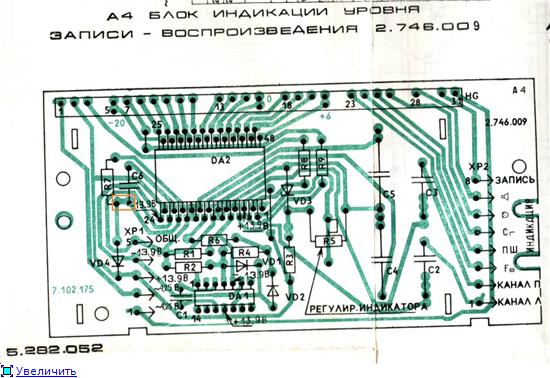 А4 БЛОК ИНДИКАЦИИ УРОВНЯ
ЗАПИСИ - ВОСПРОИЗВЕДЕНИЯ 2.746.009
1 5 7 13 18 23 28 31 HG
А4
-20 0 +6
25 48
2.746.009
DA2
R7 C6
R8 R9
VD3
C5 C3
XP2
8 ЗАПИСЬ
-13,9В
24
+13,9В
XP1
5 ОБЩ.
R6
-13,9В
R1
R4
VD1
R2
R3
R5
VD4
+13,9В
C4 C2
Сг
ПШ
Fe
ИНДИКАЦИЯ
КАНАЛ П
1 КАНАЛ Л
7.102.175
C1
DA1
VD2
РЕГУЛИР. ИНДИКАТОРА
1
14
+13,9В
5.282.052
Увеличить